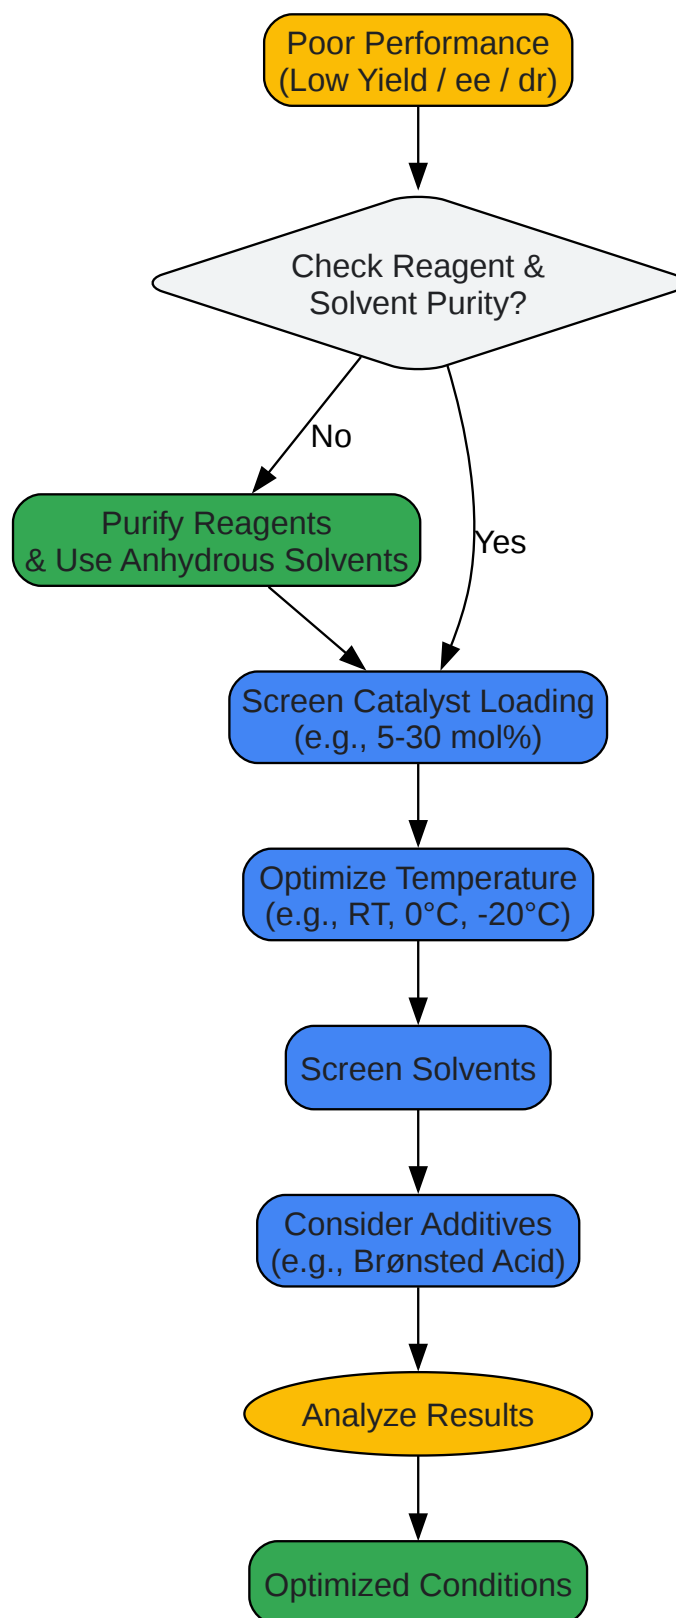 Poor Performance
(Low Yield / ee / dr)
Check Reagent &
Solvent Purity?
No
Purify Reagents
& Use Anhydrous Solvents
Yes
Screen Catalyst Loading
(e.g., 5-30 mol%)
Optimize Temperature
(e.g., RT, 0°C, -20°C)
Screen Solvents
Consider Additives
(e.g., Brønsted Acid)
Analyze Results
Optimized Conditions